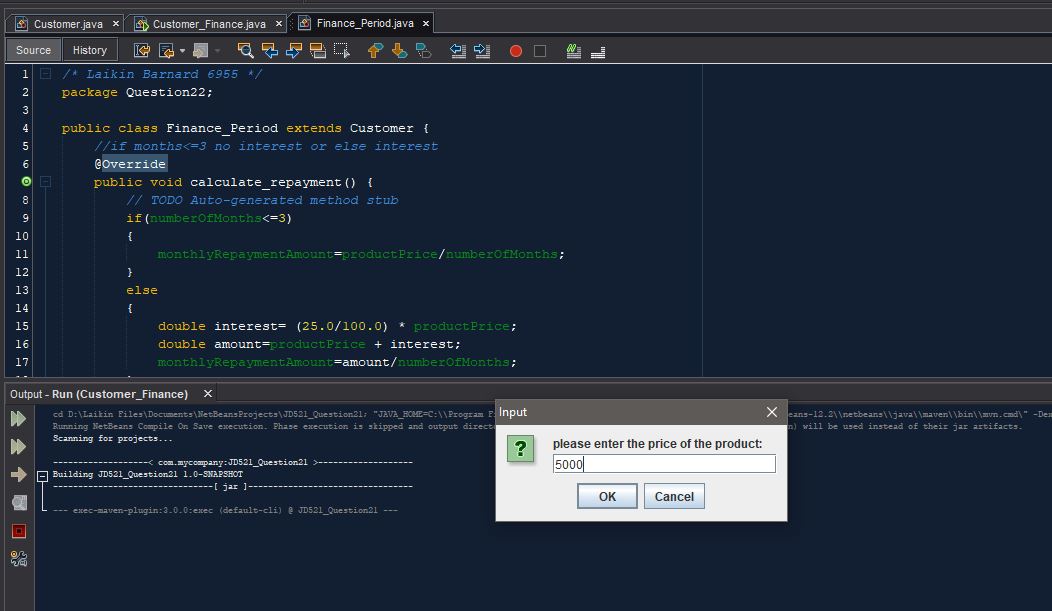 Customer.java × Customer_Finance.java × Finance_Period.java ×
Source History
1 /* Laikin Barnard 6955 */
2 package Question22;
3
4 public class Finance_Period extends Customer {
5 //if months<=3 no interest or else interest
6 @Override
public void calculate_repayment() {
8 // TODO Auto-generated method stub
9 if(numberOfMonths<=3)
10 {
11 monthlyRepaymentAmount=productPrice/numberOfMonths;
12 }
13 else
14 {
15 double interest= (25.0/100.0) * productPrice;
16 double amount=productPrice + interest;
17 monthlyRepaymentAmount=amount/numberOfMonths;
Output - Run (Customer_Finance) ×
cd D:\Laikin Files\Documents\NetBeansProjects\JD521_Question21; "JAVA_HOME=C:\\Program eans-12.2\\netbeans\\java\\maven\\bin\\mvn.cmd\"
Running NetBeans Compile On Save execution. Phase execution is skipped and output will be used instead of their jar artifacts.
Scanning for projects...
-------------------< com.mycompany:JD521_Question21 >-------------------
Building JD521_Question21 1.0-SNAPSHOT
--------------------------------[ jar ]---------------------------------
--- exec-maven-plugin:3.0.0:exec (default-cli) @ JD521_Question21 ---
Input
please enter the price of the product:
5000
OK Cancel